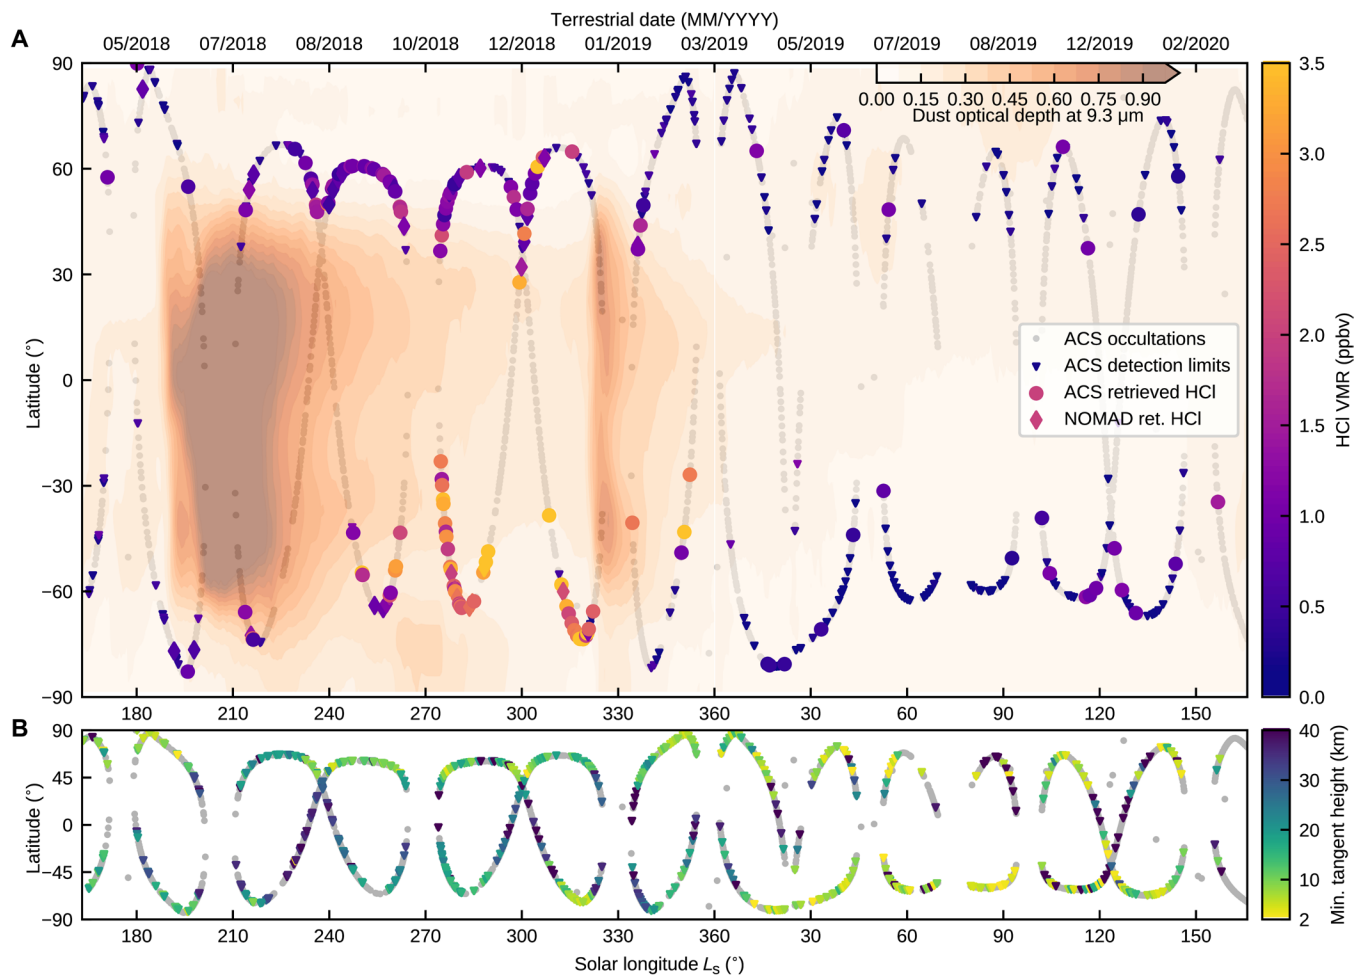 Terrestrial date (MM/YYYY)
A
05/2018 07/2018 08/2018 10/2018 12/2018 01/2019 03/2019 05/2019 07/2019 08/2019 12/2019 02/2020
90
60
30
0
−30
−60
−90
Latitude (°)
0.00 0.15 0.30 0.45 0.60 0.75 0.90
Dust optical depth at 9.3 μm
ACS occultations
ACS detection limits
ACS retrieved HCl
NOMAD ret. HCl
3.5
3.0
2.5
2.0
1.5
1.0
0.5
0.0
HCl VMR (ppbv)
180 210 240 270 300 330 360 30 60 90 120 150
B
90
45
0
−45
−90
Latitude (°)
40
30
20
10
2
Min. tangent height (km)
180 210 240 270 300 330 360 30 60 90 120 150
Solar longitude Ls (°)